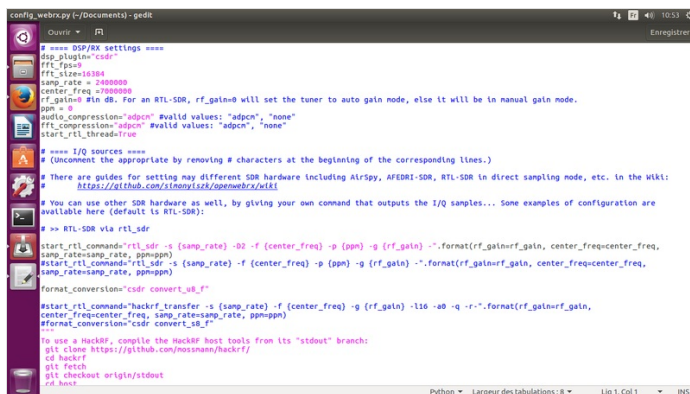 config_webrx.py (~/Documents) - gedit
Fr
10:53
Ouvrir
Enregistrer
# ==== DSP/RX settings ====
dsp_plugin="csdr"
fft_fps=9
fft_size=16384
samp_rate = 2400000
center_freq =7000000
rf_gain=0 #in dB. For an RTL-SDR, rf_gain=0 will set the tuner to auto gain mode, else it will be in manual gain mode.
ppm = 0
audio_compression="adpcm" #valid values: "adpcm", "none"
fft_compression="adpcm" #valid values: "adpcm", "none"
start_rtl_thread=True
# ==== I/Q sources ====
# (Uncomment the appropriate by removing # characters at the beginning of the corresponding lines.)
# There are guides for setting may different SDR hardware including AirSpy, AFEDRI-SDR, RTL-SDR in direct sampling mode, etc. in the Wiki:
# https://github.com/simonyiszk/openwebrx/wiki
# You can use other SDR hardware as well, by giving your own command that outputs the I/Q samples... Some examples of configuration are
available here (default is RTL-SDR):
# >> RTL-SDR via rtl_sdr
start_rtl_command="rtl_sdr -s {samp_rate} -D2 -f {center_freq} -p {ppm} -g {rf_gain} -".format(rf_gain=rf_gain, center_freq=center_freq,
samp_rate=samp_rate, ppm=ppm)
#start_rtl_command="rtl_sdr -s {samp_rate} -f {center_freq} -p {ppm} -g {rf_gain} -".format(rf_gain=rf_gain, center_freq=center_freq,
samp_rate=samp_rate, ppm=ppm)
format_conversion="csdr convert_u8_f"
#start_rtl_command="hackrf_transfer -s {samp_rate} -f {center_freq} -g {rf_gain} -l16 -a0 -q -r-".format(rf_gain=rf_gain,
center_freq=center_freq, samp_rate=samp_rate, ppm=ppm)
#format_conversion="csdr convert_s8_f"
"""
To use a HackRF, compile the HackRF host tools from its "stdout" branch:
git clone https://github.com/mossmann/hackrf/
cd hackrf
git fetch
git checkout origin/stdout
cd host
Python
Largeur des tabulations : 8
Lig 1, Col 1
INS